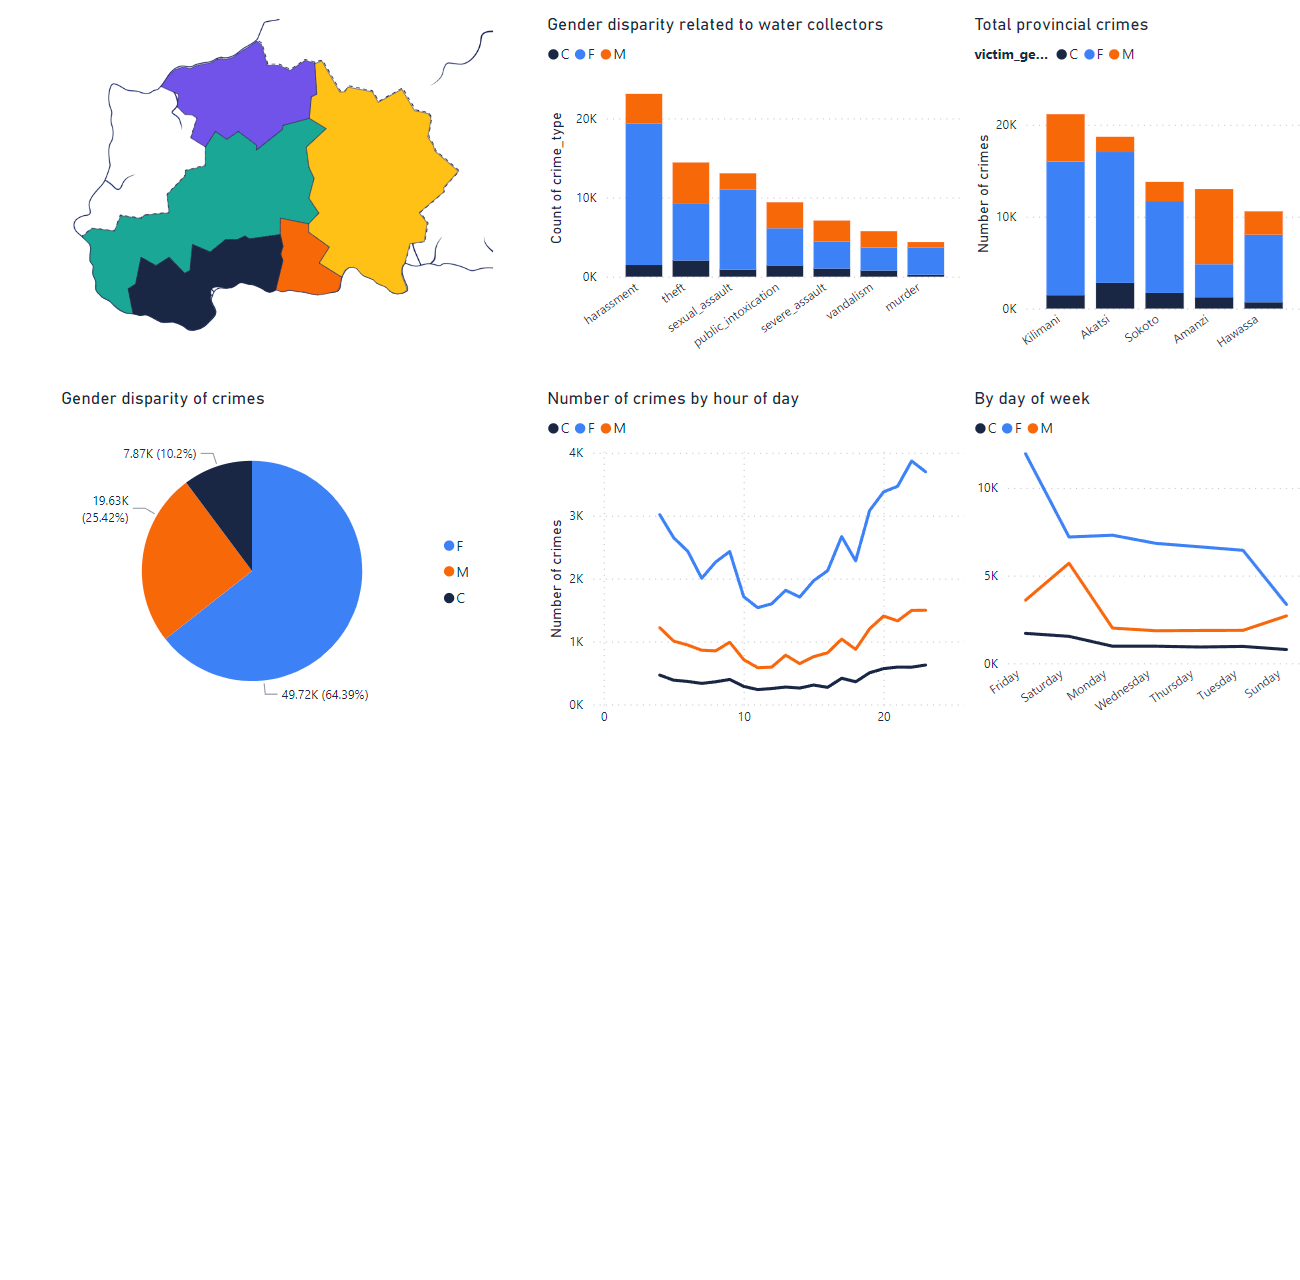 Gender disparity related to water collectors
C F M
Count of crime_type
20K
10K
0K
harassment
theft
sexual_assault
public_intoxication
severe_assault
vandalism
murder
Total provincial crimes
victim_ge... C F M
Number of crimes
20K
10K
0K
Kilimani
Akatsi
Sokoto
Amanzi
Hawassa
Gender disparity of crimes
7.87K (10.2%)
19.63K
(25.42%)
49.72K (64.39%)
F
M
C
Number of crimes by hour of day
C F M
Number of crimes
4K
3K
2K
1K
0K
0 10 20
By day of week
C F M
10K
5K
0K
Friday
Saturday
Monday
Wednesday
Thursday
Tuesday
Sunday